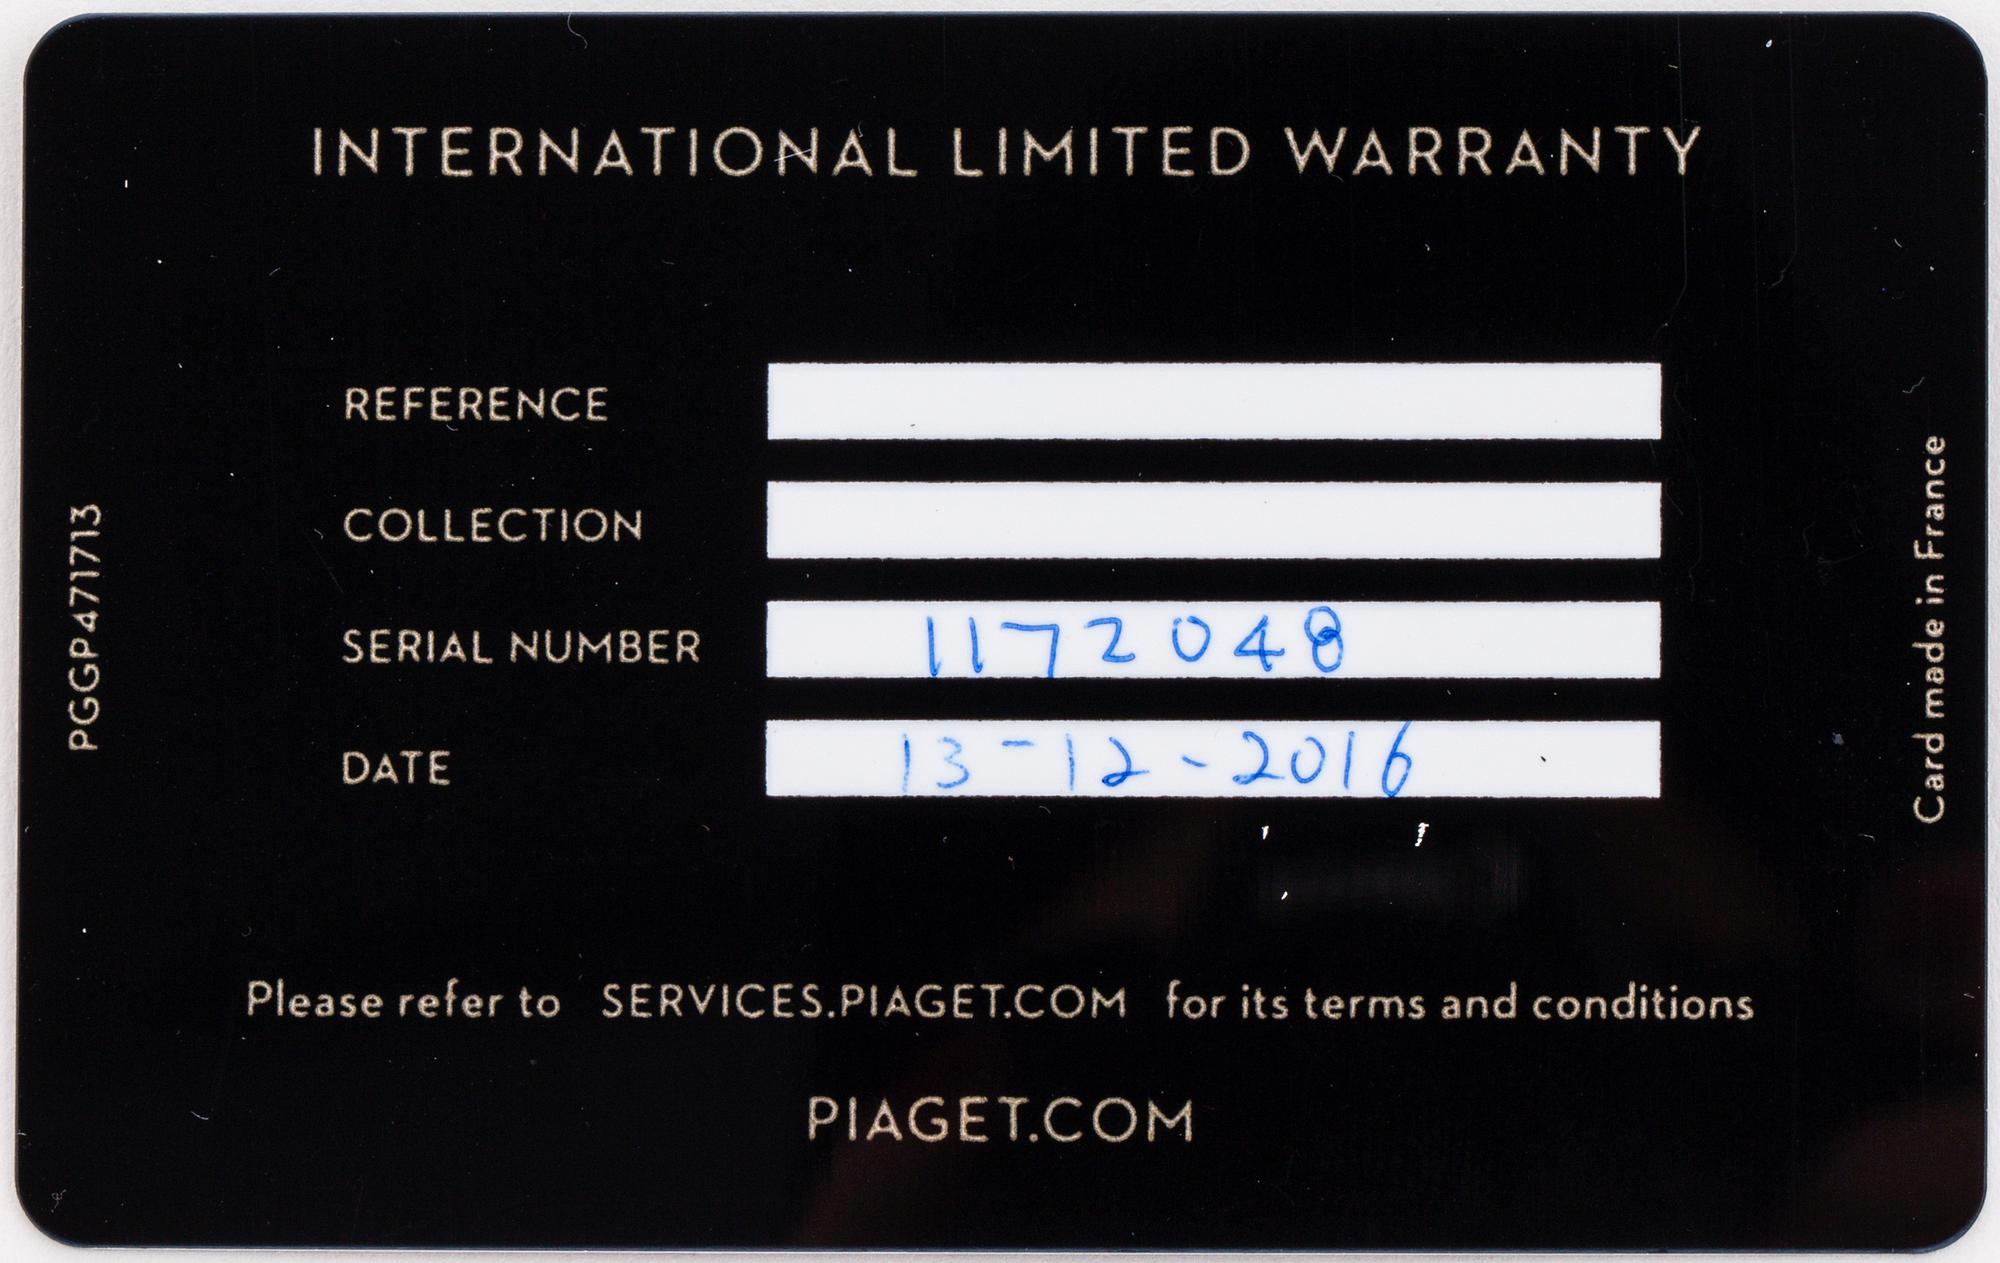 INTERNATIONAL LIMITED WARRANTY
REFERENCE
COLLECTION
SERIAL NUMBER 1172048
DATE 13-12-2016
Please refer to SERVICES.PIAGET.COM for its terms and conditions
PIAGET.COM
PGGP471713
Card made in France